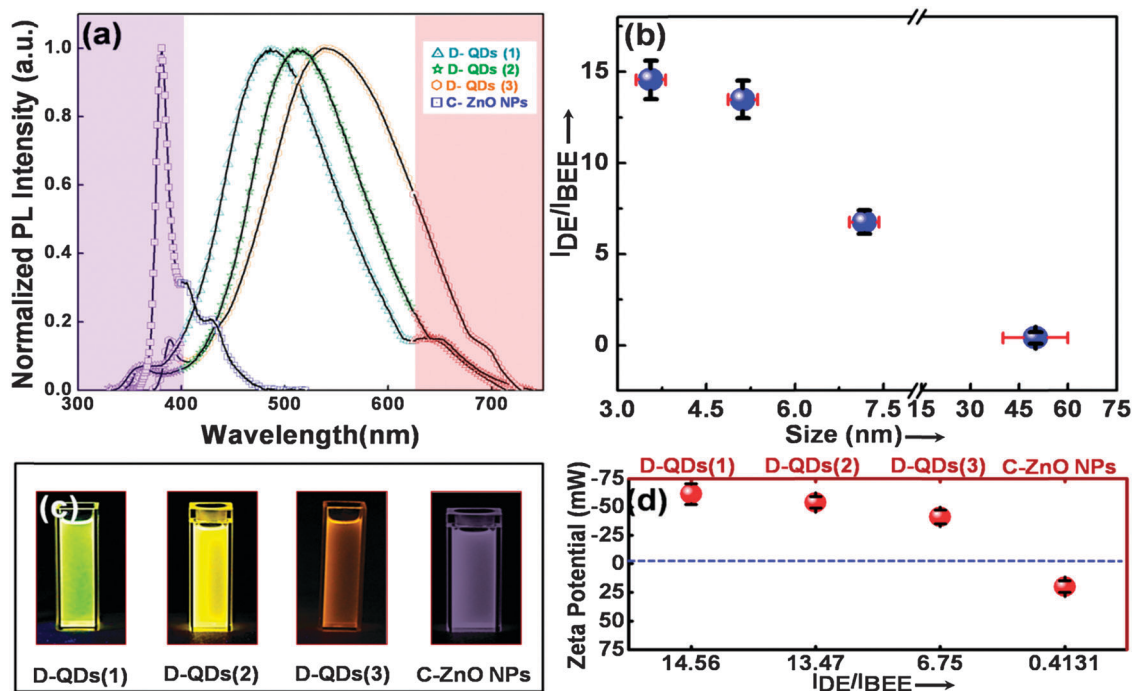 (a)
Normalized PL Intensity (a.u.)
1.0
0.8
0.6
0.4
0.2
0.0
300 400 500 600 700
Wavelength(nm)
D- QDs (1)
D- QDs (2)
D- QDs (3)
C- ZnO NPs
(b)
IDE/IBEE
15
10
5
0
3.0 4.5 6.0 7.5 15 30 45 60 75
Size (nm)
(c)
D-QDs(1) D-QDs(2) D-QDs(3) C-ZnO NPs
D-QDs(1) D-QDs(2) D-QDs(3) C-ZnO NPs
(d)
Zeta Potential (mW)
-75
-50
-25
0
25
50
75
14.56 13.47 6.75 0.4131
IDE/IBEE